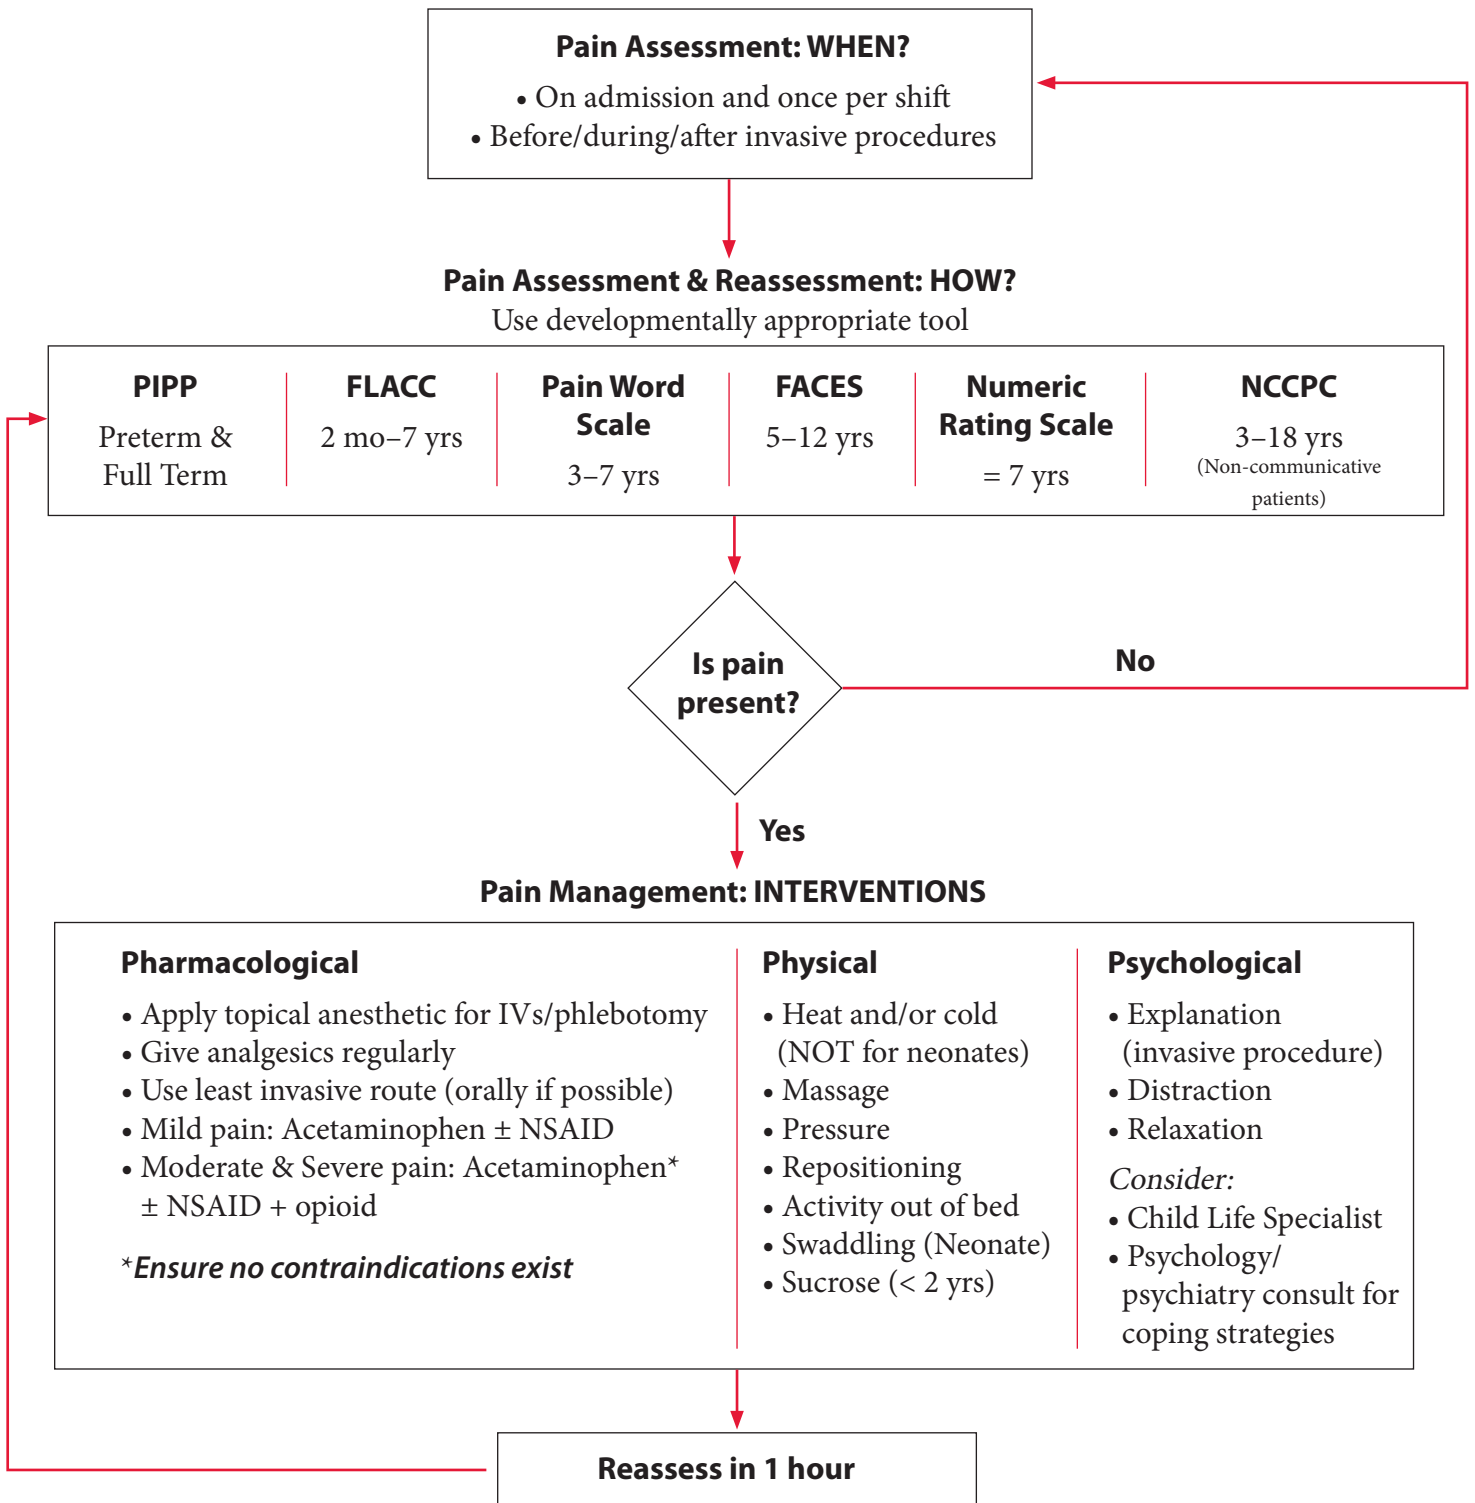 Pain Assessment: WHEN?
• On admission and once per shift
• Before/during/after invasive procedures
Pain Assessment & Reassessment: HOW?
Use developmentally appropriate tool
PIPP
Preterm &
Full Term
FLACC
2 mo–7 yrs
Pain Word
Scale
3–7 yrs
FACES
5–12 yrs
Numeric
Rating Scale
= 7 yrs
NCCPC
3–18 yrs
(Non-communicative
patients)
Is pain
present?
No
Yes
Pain Management: INTERVENTIONS
Pharmacological
• Apply topical anesthetic for IVs/phlebotomy
• Give analgesics regularly
• Use least invasive route (orally if possible)
• Mild pain: Acetaminophen ± NSAID
• Moderate & Severe pain: Acetaminophen*
± NSAID + opioid
*Ensure no contraindications exist
Physical
• Heat and/or cold
(NOT for neonates)
• Massage
• Pressure
• Repositioning
• Activity out of bed
• Swaddling (Neonate)
• Sucrose (< 2 yrs)
Psychological
• Explanation
(invasive procedure)
• Distraction
• Relaxation
Consider:
• Child Life Specialist
• Psychology/
psychiatry consult for
coping strategies
Reassess in 1 hour